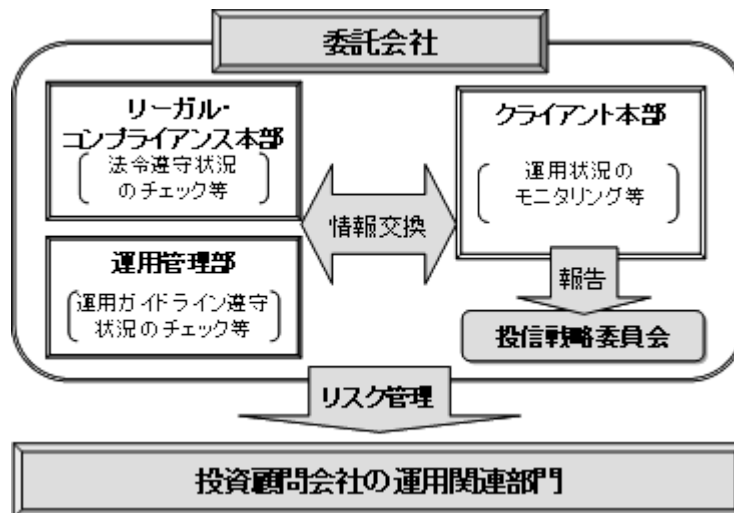 委託会社
リーガル・
コンプライアンス本部
法令遵守状況
のチェック等
クライアント本部
運用状況の
モニタリング等
情報交換
運用管理部
運用ガイドライン遵守
状況のチェック等
報告
投信戦略委員会
リスク管理
投資顧問会社の運用関連部門